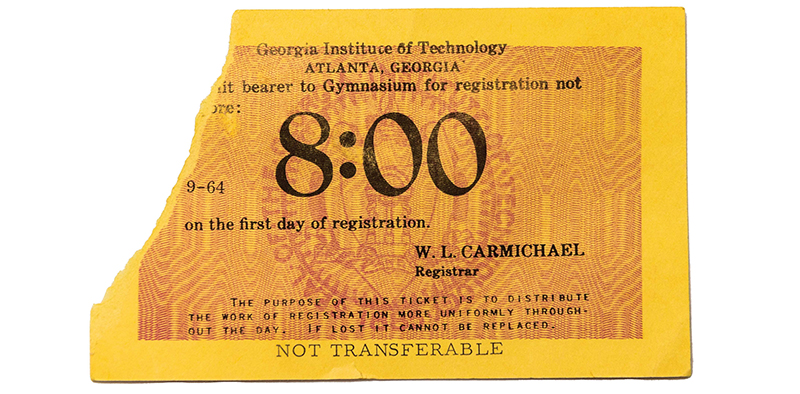 Georgia Institute of Technology
ATLANTA, GEORGIA
it bearer to Gymnasium for registration not
ore:
8:00
9-64
on the first day of registration.
W. L. CARMICHAEL
Registrar
THE PURPOSE OF THIS TICKET IS TO DISTRIBUTE
THE WORK OF REGISTRATION MORE UNIFORMLY THROUGH-
OUT THE DAY. IF LOST IT CANNOT BE REPLACED.
NOT TRANSFERABLE